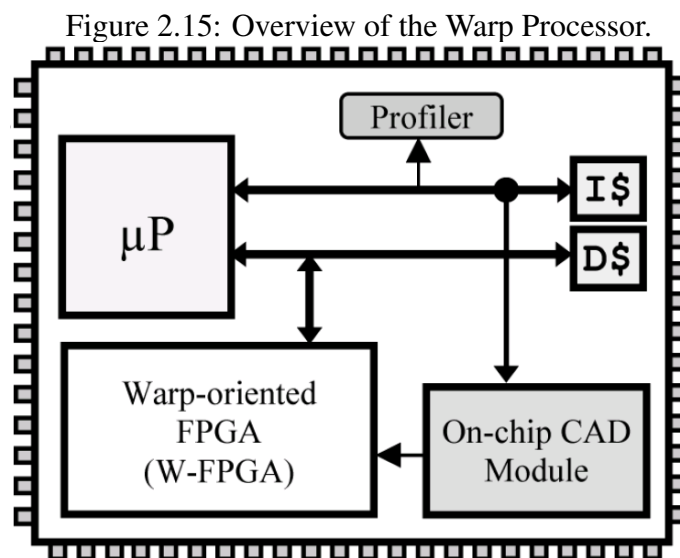 Figure 2.15: Overview of the Warp Processor.
Profiler
I$
μP
D$
Warp-oriented
FPGA
(W-FPGA)
On-chip CAD
Module